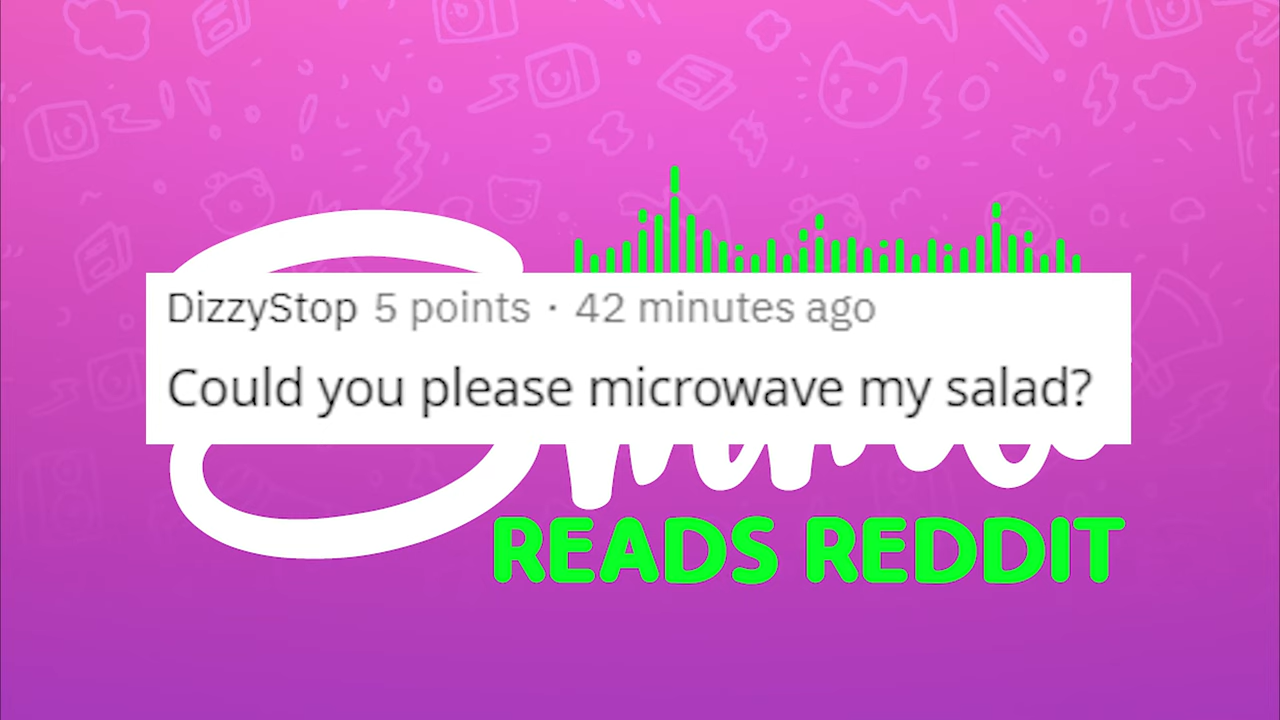 DizzyStop 5 points · 42 minutes ago
Could you please microwave my salad?
READS REDDIT